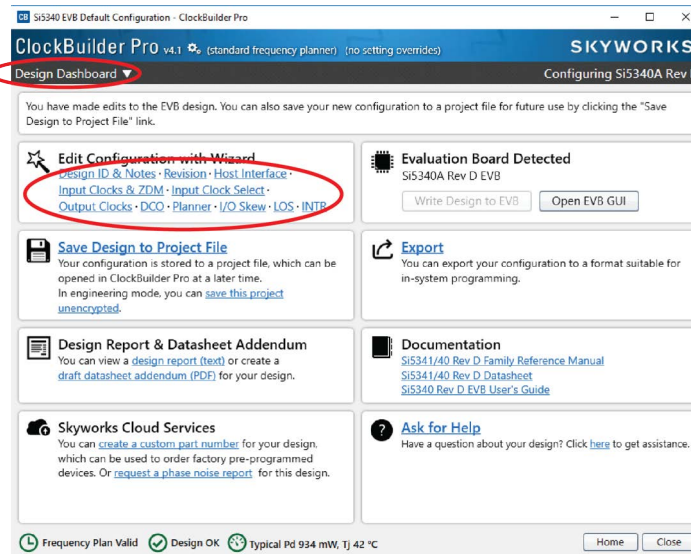 CB Si5340 EVB Default Configuration - ClockBuilder Pro
ClockBuilder Pro v4.1 (standard frequency planner) (no setting overrides) SKYWORKS
Design Dashboard ▼ Configuring Si5340A Rev
You have made edits to the EVB design. You can also save your new configuration to a project file for future use by clicking the "Save
Design to Project File" link.
Edit Configuration with Wizard
Design ID & Notes · Revision · Host Interface ·
Input Clocks & ZDM · Input Clock Select ·
Output Clocks · DCO · Planner · I/O Skew · LOS · INTR
Evaluation Board Detected
Si5340A Rev D EVB
Write Design to EVB Open EVB GUI
Save Design to Project File
Your configuration is stored to a project file, which can be
opened in ClockBuilder Pro at a later time.
In engineering mode, you can save this project
unencrypted.
Export
You can export your configuration to a format suitable for
in-system programming.
Design Report & Datasheet Addendum
You can view a design report (text) or create a
draft datasheet addendum (PDF) for your design.
Documentation
Si5341/40 Rev D Family Reference Manual
Si5341/40 Rev D Datasheet
Si5340 Rev D EVB User's Guide
Skyworks Cloud Services
You can create a custom part number for your design,
which can be used to order factory pre-programmed
devices. Or request a phase noise report for this design.
? Ask for Help
Have a question about your design? Click here to get assistance.
Frequency Plan Valid Design OK Typical Pd 934 mW, Tj 42 °C Home Close